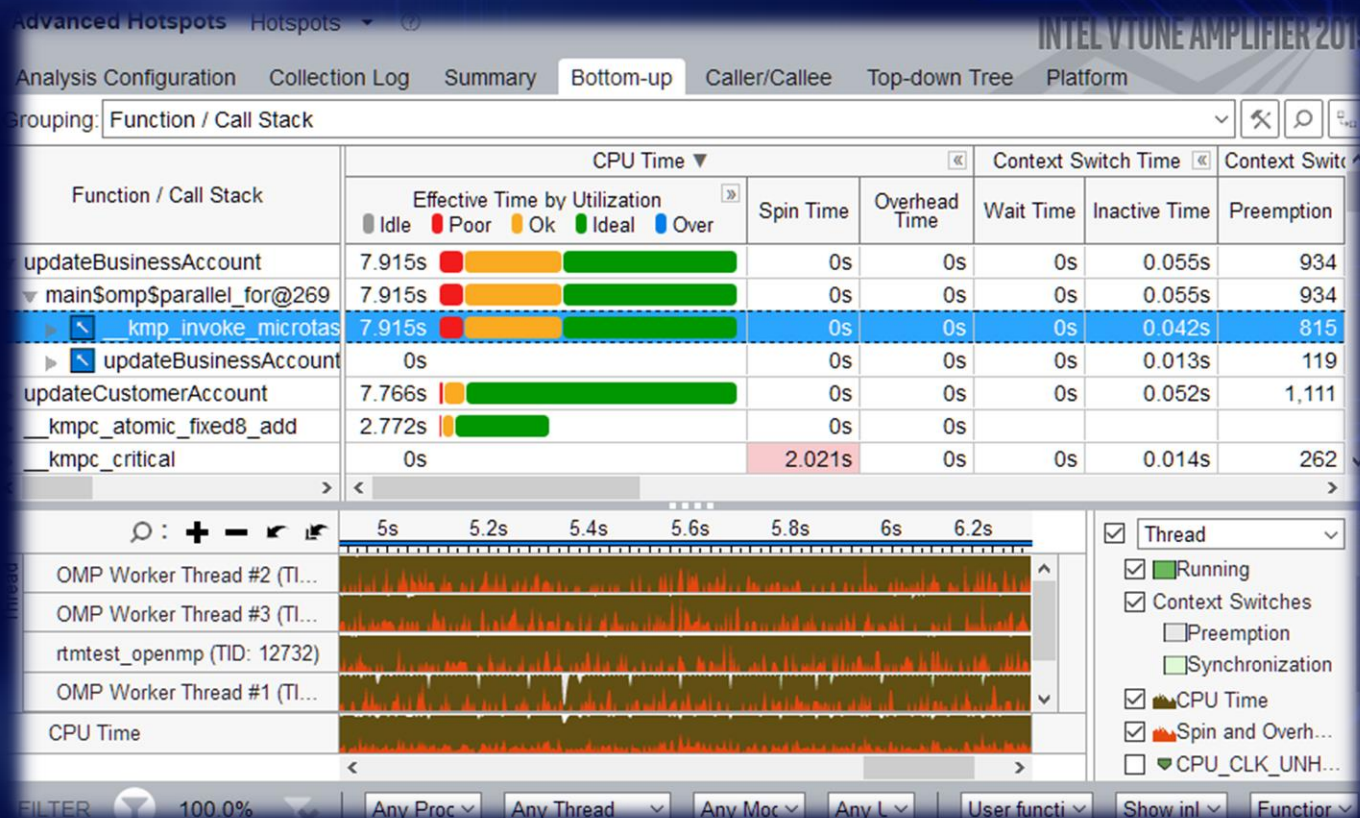 Advanced Hotspots Hotspots
INTEL VTUNE AMPLIFIER 2019
Analysis Configuration Collection Log Summary Bottom-up Caller/Callee Top-down Tree Platform
Grouping: Function / Call Stack
Function / Call Stack
CPU Time ▼ Context Switch Time Context Switc
Effective Time by Utilization
Idle Poor Ok Ideal Over
Spin Time Overhead Time Wait Time Inactive Time Preemption
updateBusinessAccount 7.915s 0s 0s 0s 0.055s 934
main$omp$parallel_for@269 7.915s 0s 0s 0s 0.055s 934
__kmp_invoke_microtas 7.915s 0s 0s 0s 0.042s 815
updateBusinessAccount 0s 0s 0s 0s 0.013s 119
updateCustomerAccount 7.766s 0s 0s 0s 0.052s 1,111
__kmpc_atomic_fixed8_add 2.772s 0s 0s
__kmpc_critical 0s 2.021s 0s 0s 0.014s 262
5s 5.2s 5.4s 5.6s 5.8s 6s 6.2s
Thread
OMP Worker Thread #2 (TI...
OMP Worker Thread #3 (TI...
rtmtest_openmp (TID: 12732)
OMP Worker Thread #1 (TI...
CPU Time
Thread
Running
Context Switches
Preemption
Synchronization
CPU Time
Spin and Overh...
CPU_CLK_UNH...
FILTER 100.0% Any Proc Any Thread Any Moc Any U User functi Show inl Function